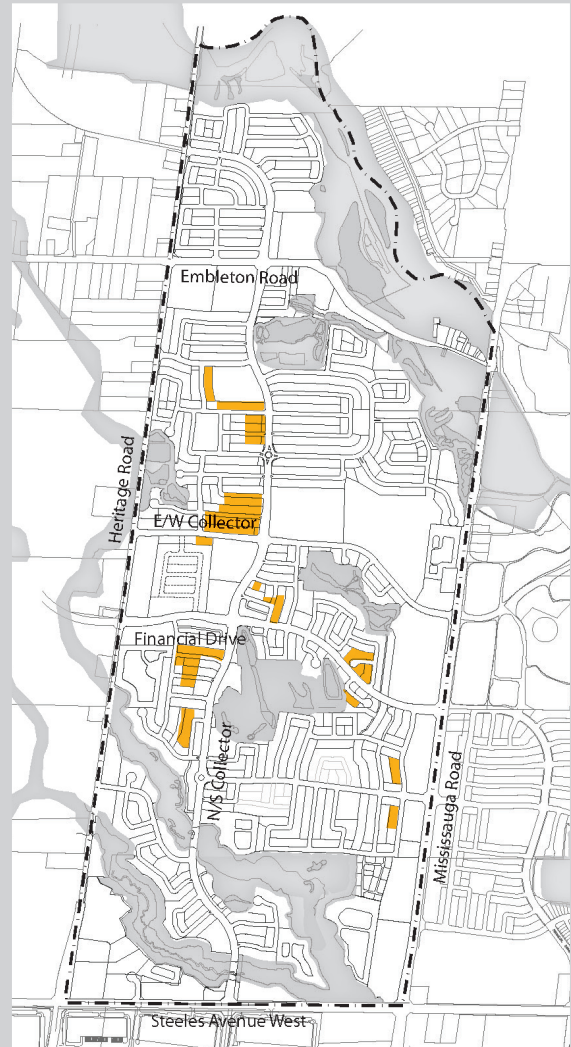 Embleton Road
Heritage Road
E/W Collector
Financial Drive
N/S Collector
Mississauga Road
Steeles Avenue West